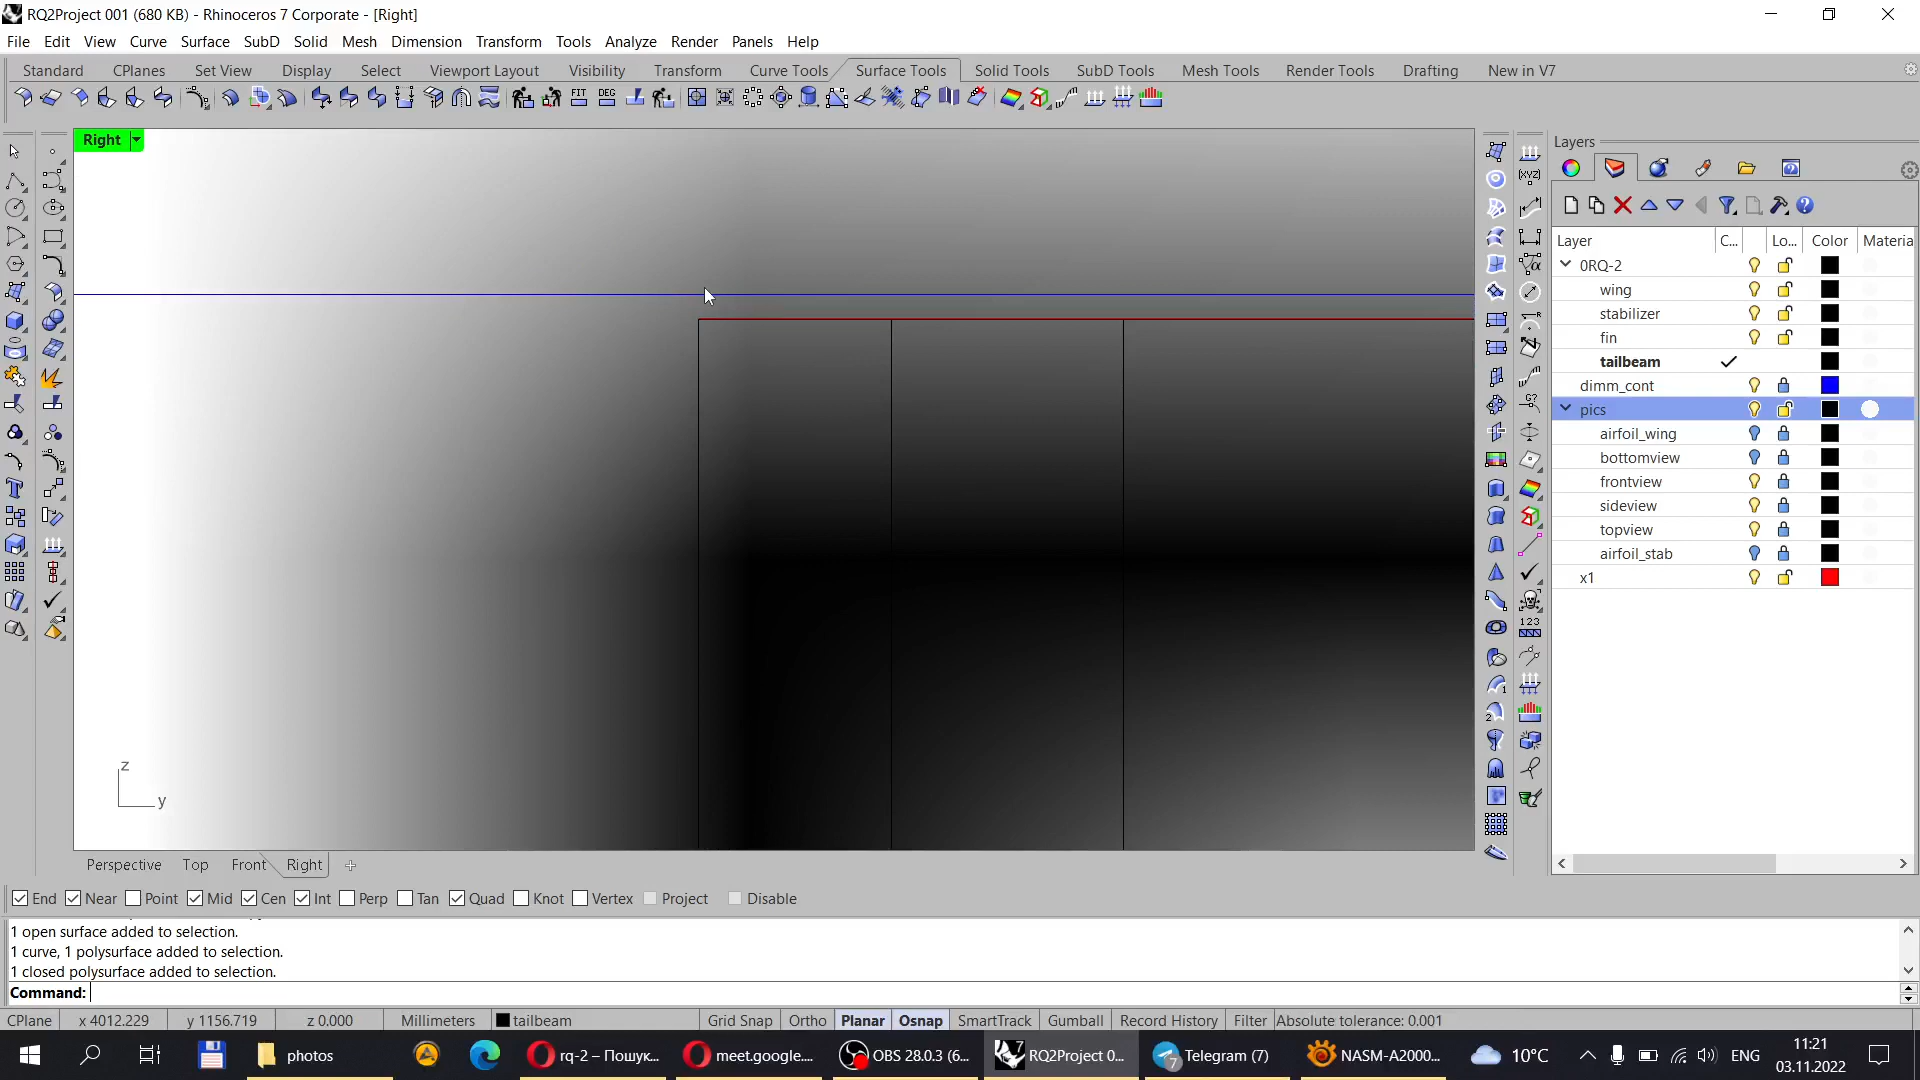 RQ2Project 001 (680 KB) - Rhinoceros 7 Corporate - [Right]
File Edit View Curve Surface SubD Solid Mesh Dimension Transform Tools Analyze Render Panels Help
Standard CPlanes Set View Display Select Viewport Layout Visibility Transform Curve Tools Surface Tools Solid Tools SubD Tools Mesh Tools Render Tools Drafting New in V7
FIT DEG
Right
Layers
Layer C... Lo... Color Materia
0RQ-2
wing
stabilizer
fin
tailbeam
dimm_cont
pics
airfoil_wing
bottomview
frontview
sideview
topview
airfoil_stab
x1
z
y
Perspective Top Front Right
End Near Point Mid Cen Int Perp Tan Quad Knot Vertex Project Disable
1 open surface added to selection.
1 curve, 1 polysurface added to selection.
1 closed polysurface added to selection.
Command:
CPlane x 4012.229 y 1156.719 z 0.000 Millimeters tailbeam Grid Snap Ortho Planar Osnap SmartTrack Gumball Record History Filter Absolute tolerance: 0.001
photos rq-2 – Пошук... meet.google.... OBS 28.0.3 (6... RQ2Project 0... Telegram (7) NASM-A2000... 10°C ENG 11:21
03.11.2022